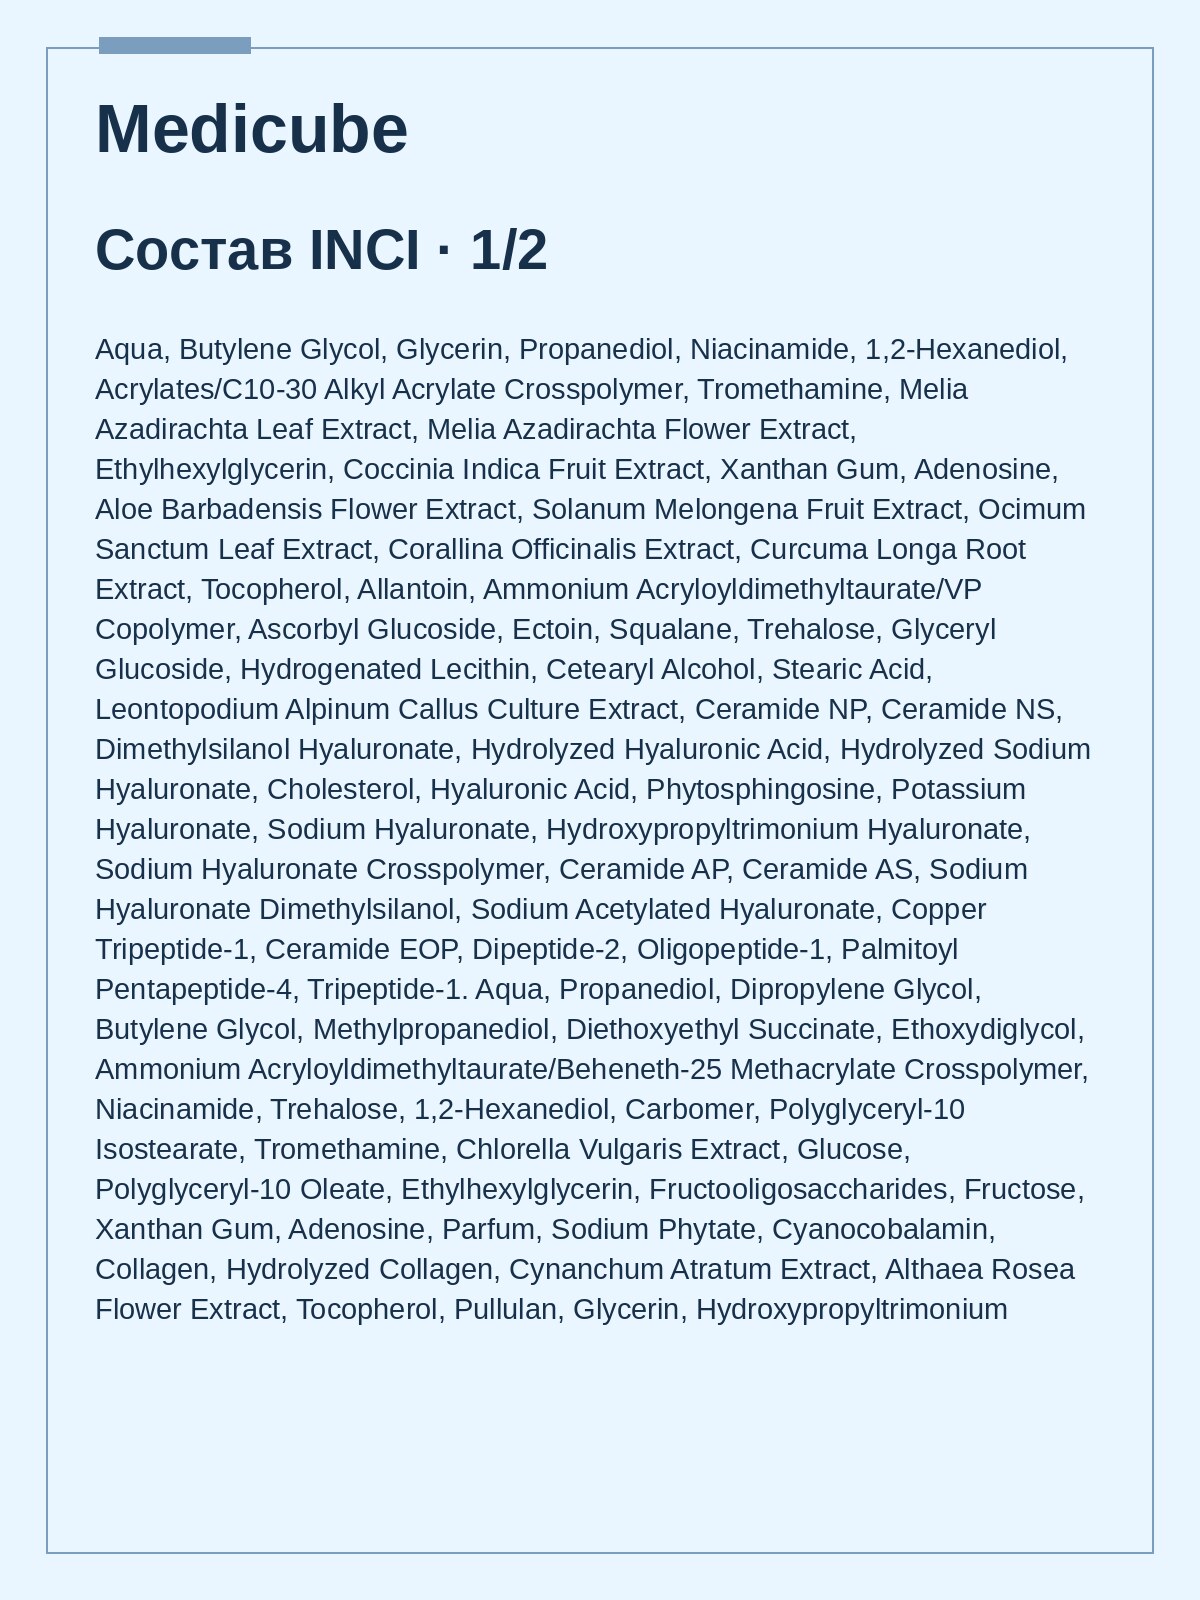 Medicube
Состав INCI · 1/2
Aqua, Butylene Glycol, Glycerin, Propanediol, Niacinamide, 1,2-Hexanediol,
Acrylates/C10-30 Alkyl Acrylate Crosspolymer, Tromethamine, Melia
Azadirachta Leaf Extract, Melia Azadirachta Flower Extract,
Ethylhexylglycerin, Coccinia Indica Fruit Extract, Xanthan Gum, Adenosine,
Aloe Barbadensis Flower Extract, Solanum Melongena Fruit Extract, Ocimum
Sanctum Leaf Extract, Corallina Officinalis Extract, Curcuma Longa Root
Extract, Tocopherol, Allantoin, Ammonium Acryloyldimethyltaurate/VP
Copolymer, Ascorbyl Glucoside, Ectoin, Squalane, Trehalose, Glyceryl
Glucoside, Hydrogenated Lecithin, Cetearyl Alcohol, Stearic Acid,
Leontopodium Alpinum Callus Culture Extract, Ceramide NP, Ceramide NS,
Dimethylsilanol Hyaluronate, Hydrolyzed Hyaluronic Acid, Hydrolyzed Sodium
Hyaluronate, Cholesterol, Hyaluronic Acid, Phytosphingosine, Potassium
Hyaluronate, Sodium Hyaluronate, Hydroxypropyltrimonium Hyaluronate,
Sodium Hyaluronate Crosspolymer, Ceramide AP, Ceramide AS, Sodium
Hyaluronate Dimethylsilanol, Sodium Acetylated Hyaluronate, Copper
Tripeptide-1, Ceramide EOP, Dipeptide-2, Oligopeptide-1, Palmitoyl
Pentapeptide-4, Tripeptide-1. Aqua, Propanediol, Dipropylene Glycol,
Butylene Glycol, Methylpropanediol, Diethoxyethyl Succinate, Ethoxydiglycol,
Ammonium Acryloyldimethyltaurate/Beheneth-25 Methacrylate Crosspolymer,
Niacinamide, Trehalose, 1,2-Hexanediol, Carbomer, Polyglyceryl-10
Isostearate, Tromethamine, Chlorella Vulgaris Extract, Glucose,
Polyglyceryl-10 Oleate, Ethylhexylglycerin, Fructooligosaccharides, Fructose,
Xanthan Gum, Adenosine, Parfum, Sodium Phytate, Cyanocobalamin,
Collagen, Hydrolyzed Collagen, Cynanchum Atratum Extract, Althaea Rosea
Flower Extract, Tocopherol, Pullulan, Glycerin, Hydroxypropyltrimonium